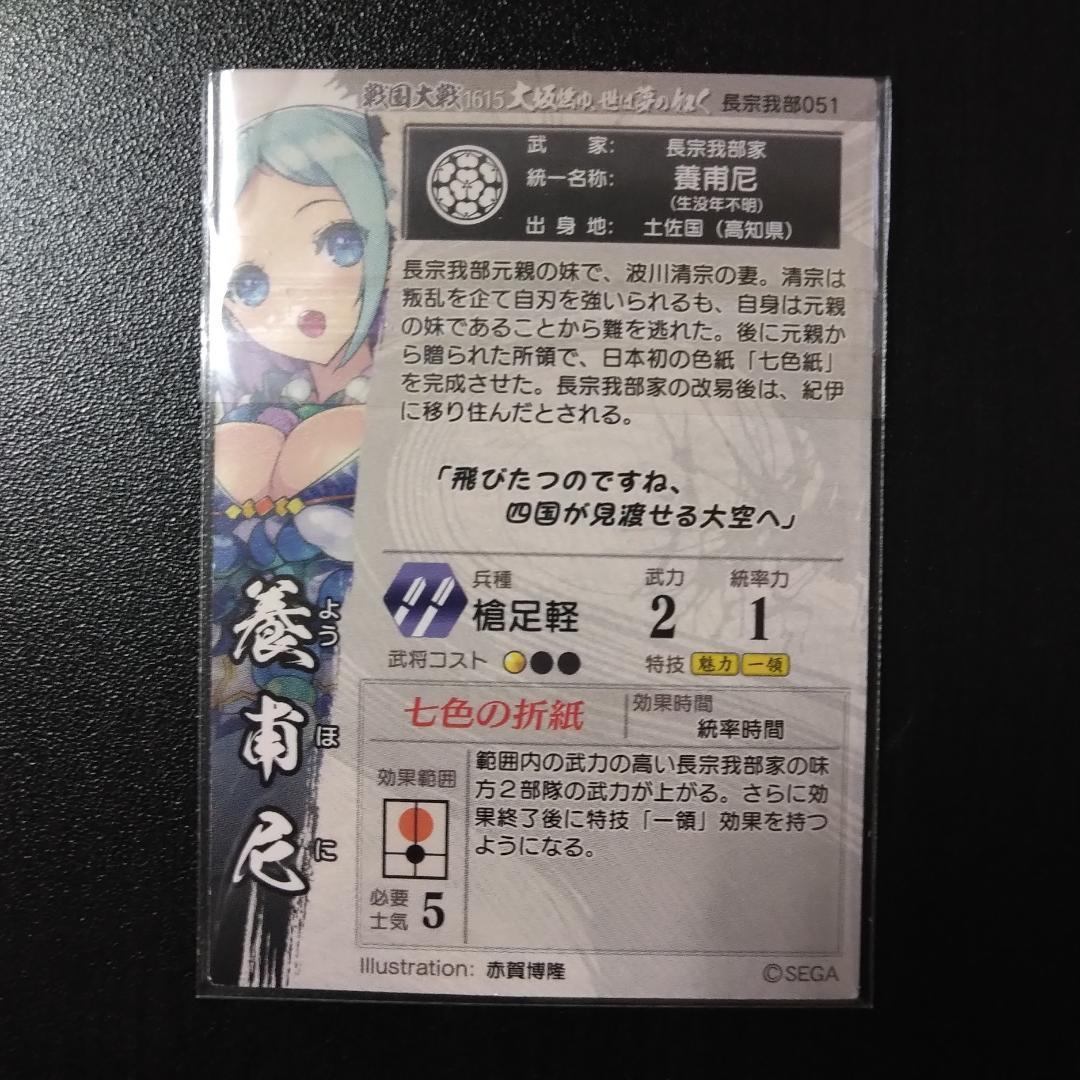 戦国大戦1615 大坂燃ゆ、世は夢の如く 長宗我部051
武家: 長宗我部家
統一名称: 養甫尼
(生没年不明)
出身地: 土佐国(高知県)
長宗我部元親の妹で、波川清宗の妻。清宗は
叛乱を企て自刃を強いられるも、自身は元親
の妹であることから難を逃れた。後に元親か
ら贈られた所領で、日本初の色紙「七色紙」
を完成させた。長宗我部家の改易後は、紀伊
に移り住んだとされる。
「飛びたつのですね、
四国が見渡せる大空へ」
兵種
槍足軽
武力
2
統率力
1
武将コスト
特技 魅力 一領
七色の折紙
効果時間
統率時間
効果範囲
必要
士気 5
範囲内の武力の高い長宗我部家の味
方2部隊の武力が上がる。さらに効
果終了後に特技「一領」効果を持つ
ようになる。
養甫尼
ようほに
Illustration: 赤賀博隆
©SEGA